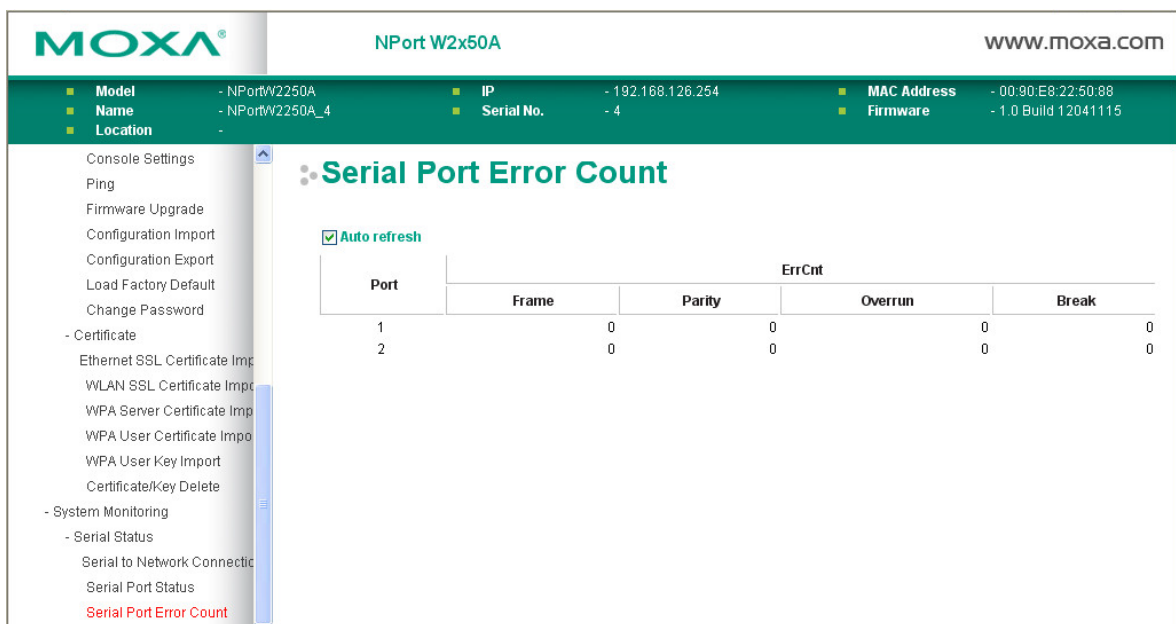 MOXA® NPort W2x50A www.moxa.com
Model - NPortW2250A IP - 192.168.126.254 MAC Address - 00:90:E8:22:50:88
Name - NPortW2250A_4 Serial No. - 4 Firmware - 1.0 Build 12041115
Location -
Console Settings
Ping
Firmware Upgrade
Configuration Import
Configuration Export
Load Factory Default
Change Password
- Certificate
Ethernet SSL Certificate Imp
WLAN SSL Certificate Impo
WPA Server Certificate Imp
WPA User Certificate Impo
WPA User Key Import
Certificate/Key Delete
- System Monitoring
- Serial Status
Serial to Network Connectio
Serial Port Status
Serial Port Error Count
Serial Port Error Count
Auto refresh
Port ErrCnt
Frame Parity Overrun Break
1 0 0 0 0
2 0 0 0 0